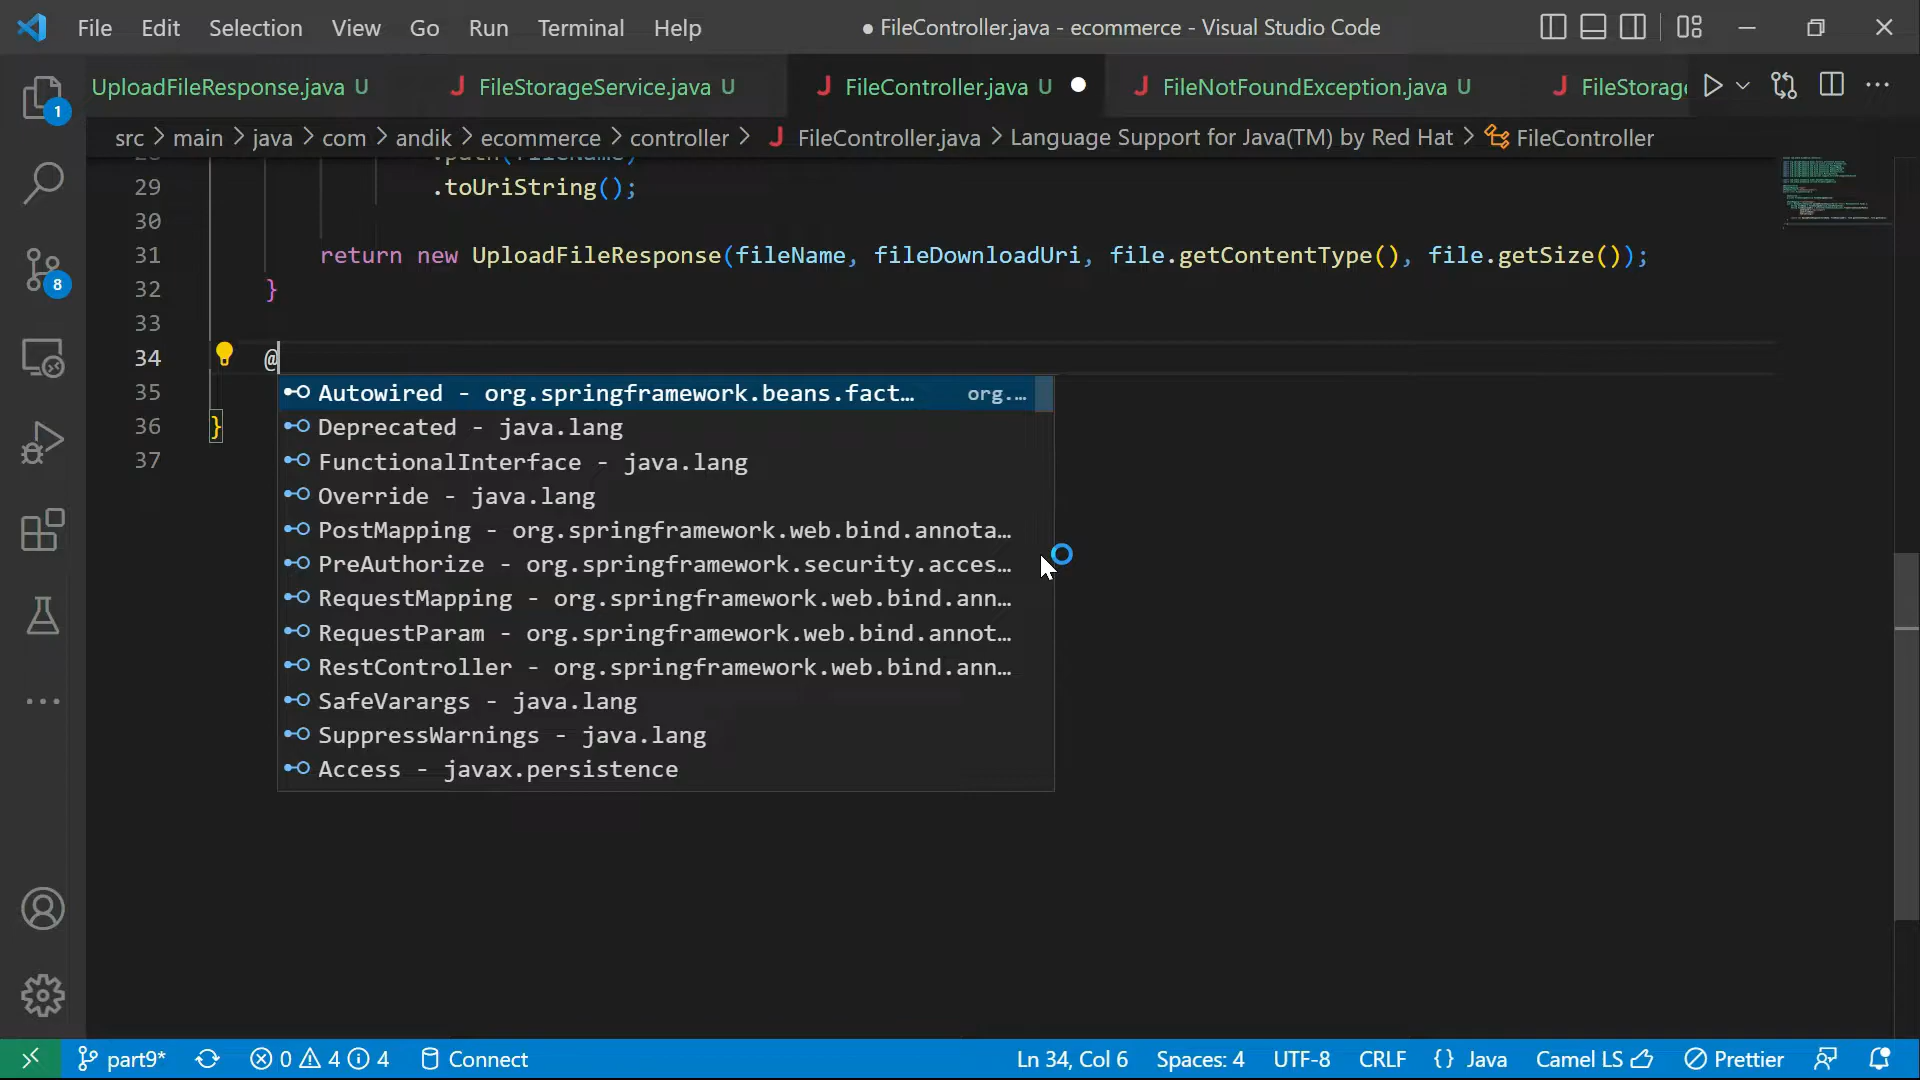 File Edit Selection View Go Run Terminal Help
● FileController.java - ecommerce - Visual Studio Code
UploadFileResponse.java U
J FileStorageService.java U
J FileController.java U
J FileNotFoundException.java U
J FileStorage
src > main > java > com > andik > ecommerce > controller > J FileController.java > Language Support for Java(TM) by Red Hat > FileController
28 .path(fileName)
29 .toUriString();
30
31 return new UploadFileResponse(fileName, fileDownloadUri, file.getContentType(), file.getSize());
32 }
33
34 @
35
36 }
37
Autowired - org.springframework.beans.fact… org.…
Deprecated - java.lang
FunctionalInterface - java.lang
Override - java.lang
PostMapping - org.springframework.web.bind.annota…
PreAuthorize - org.springframework.security.acces…
RequestMapping - org.springframework.web.bind.ann…
RequestParam - org.springframework.web.bind.annot…
RestController - org.springframework.web.bind.ann…
SafeVarargs - java.lang
SuppressWarnings - java.lang
Access - javax.persistence
1
8
part9* 0 4 4 Connect
Ln 34, Col 6 Spaces: 4 UTF-8 CRLF {} Java Camel LS Prettier